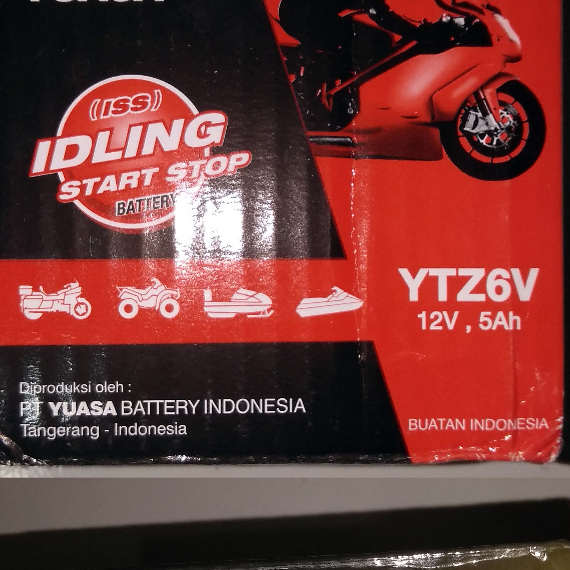 (ISS)
IDLING
START STOP
BATTERY
YTZ6V
12V , 5Ah
Diproduksi oleh :
PT YUASA BATTERY INDONESIA
Tangerang - Indonesia
BUATAN INDONESIA